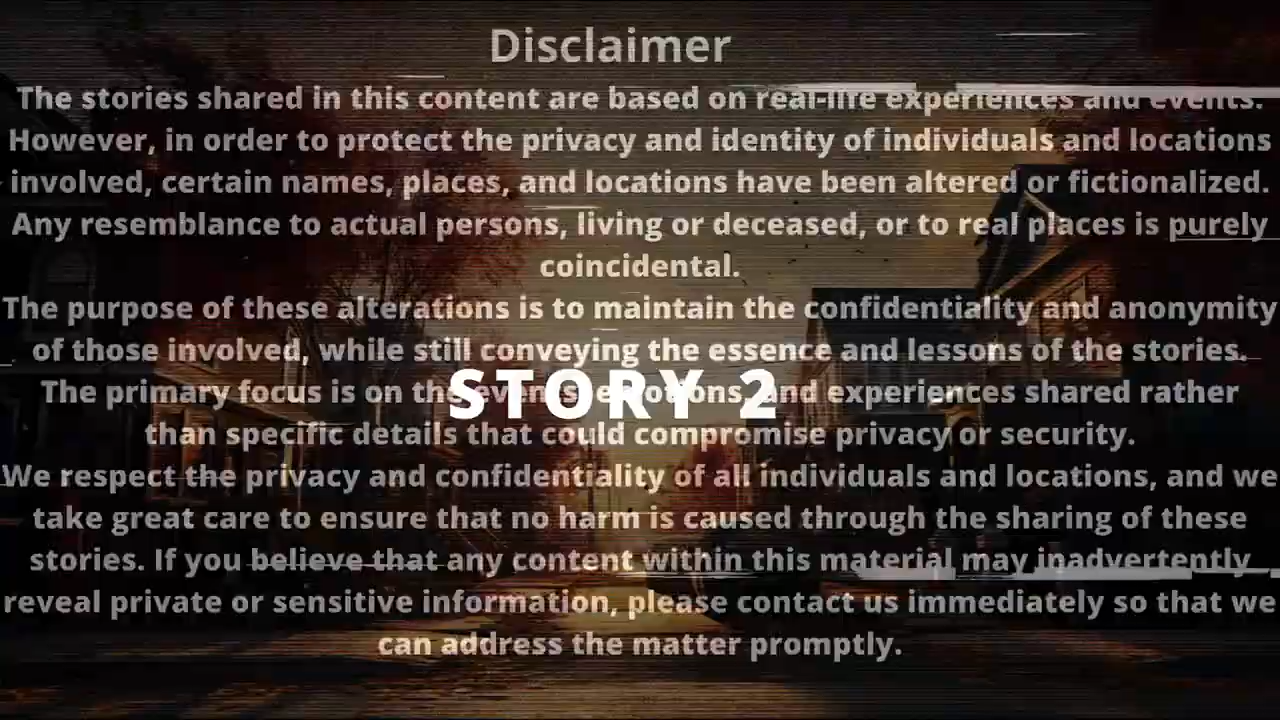 Disclaimer
The stories shared in this content are based on real-life experiences and events.
However, in order to protect the privacy and identity of individuals and locations
involved, certain names, places, and locations have been altered or fictionalized.
Any resemblance to actual persons, living or deceased, or to real places is purely
coincidental.
The purpose of these alterations is to maintain the confidentiality and anonymity
of those involved, while still conveying the essence and lessons of the stories.
The primary focus is on the events, emotions, and experiences shared rather
STORY 2
than specific details that could compromise privacy or security.
We respect the privacy and confidentiality of all individuals and locations, and we
take great care to ensure that no harm is caused through the sharing of these
stories. If you believe that any content within this material may inadvertently
reveal private or sensitive information, please contact us immediately so that we
can address the matter promptly.